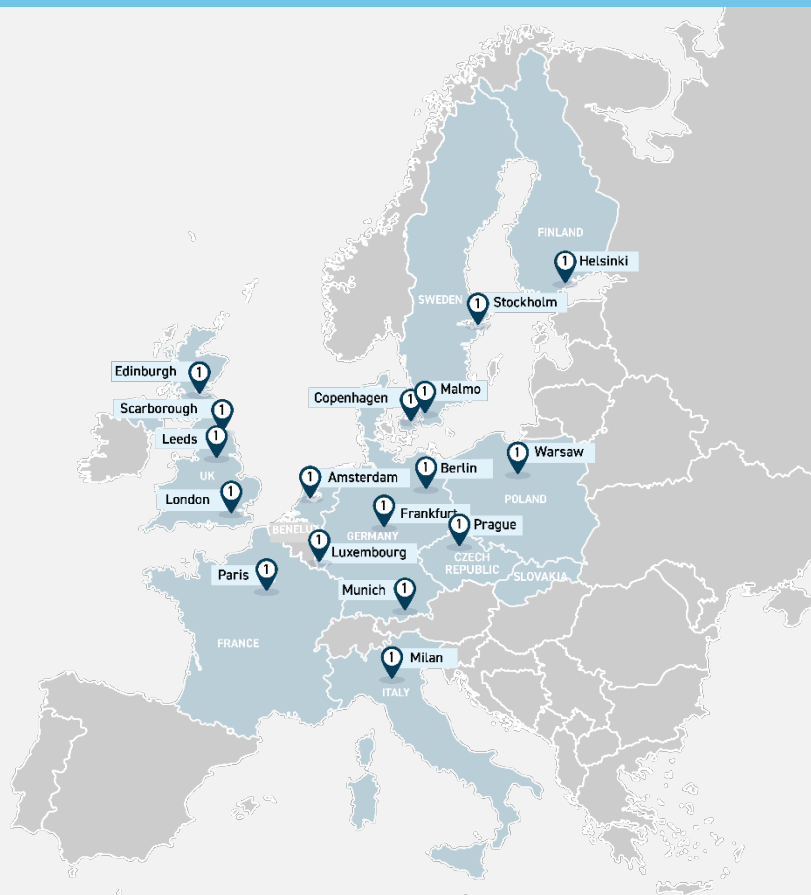 FINLAND
1 Helsinki
SWEDEN
1 Stockholm
Edinburgh 1
Copenhagen 1
1 Malmo
Scarborough 1
Leeds 1
1 Warsaw
1 Berlin
UK
1 Amsterdam
POLAND
London 1
1 Frankfurt
1 Prague
BENELUX
GERMANY
1 Luxembourg
CZECH
REPUBLIC
SLOVAKIA
Paris 1
Munich 1
FRANCE
1 Milan
ITALY